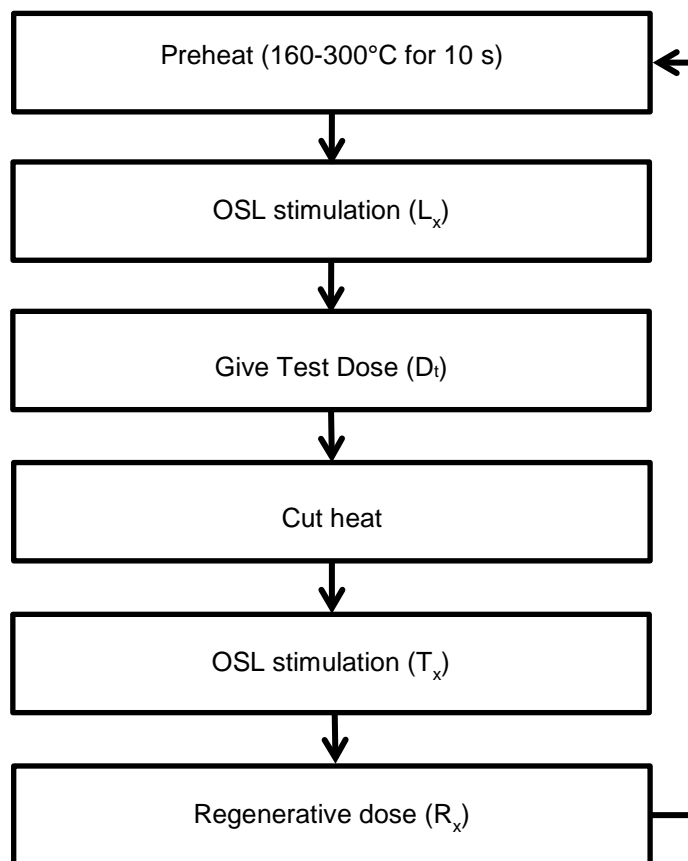 Preheat (160-300°C for 10 s)
OSL stimulation (Lₓ)
Give Test Dose (Dₜ)
Cut heat
OSL stimulation (Tₓ)
Regenerative dose (Rₓ)